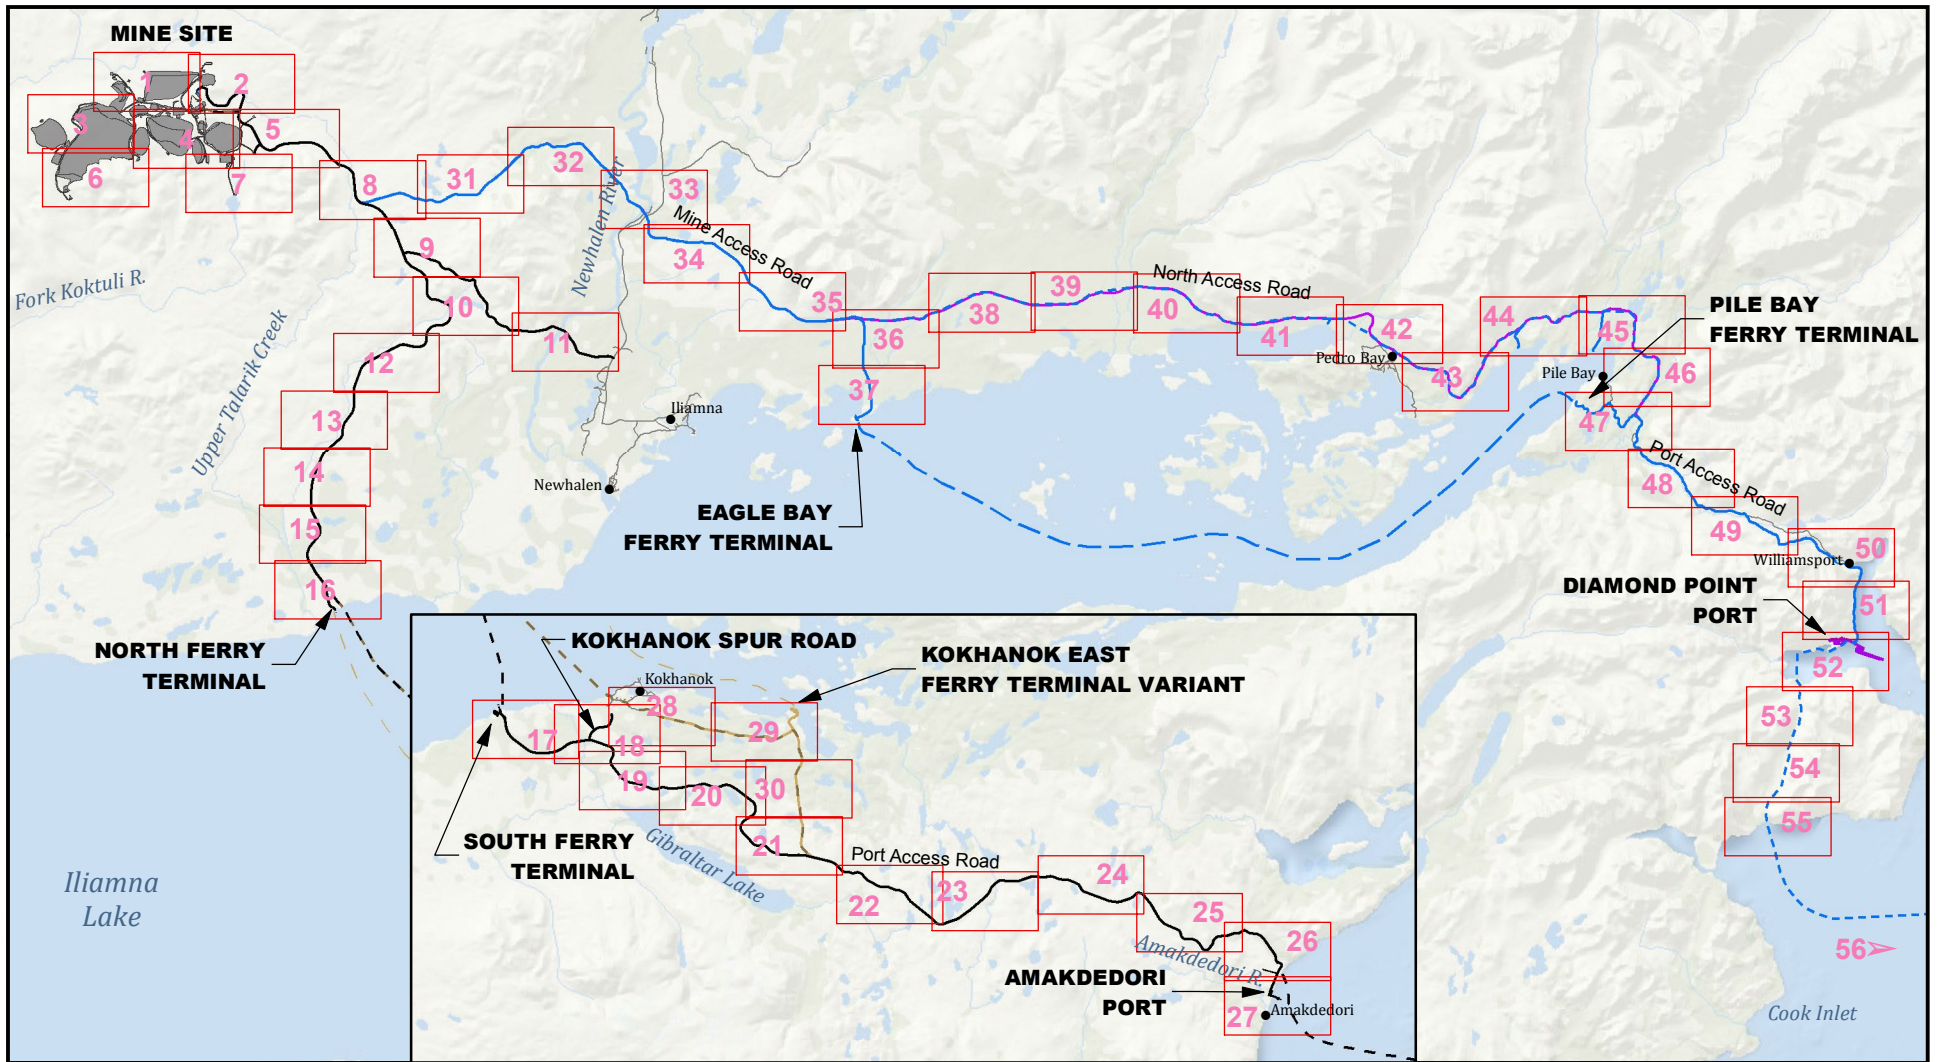 MINE SITE
1
2
3
4
5
6
7
8
31
32
33
Newhalen River
Mine Access Road
34
9
10
11
12
13
14
15
16
Fork Koktuli R.
Upper Talarik Creek
Iliamna
Newhalen
35
36
37
38
39
North Access Road
40
41
42
Pedro Bay
43
44
45
PILE BAY
FERRY TERMINAL
Pile Bay
46
47
Port Access Road
48
49
50
Williamsport
DIAMOND POINT
PORT
51
52
53
54
55
56
Cook Inlet
EAGLE BAY
FERRY TERMINAL
NORTH FERRY
TERMINAL
Iliamna
Lake
KOKHANOK SPUR ROAD
KOKHANOK EAST
FERRY TERMINAL VARIANT
Kokhanok
28
29
17
18
19
20
30
21
SOUTH FERRY
TERMINAL
Gibraltar Lake
Port Access Road
22
23
24
25
26
Amakdedori R.
AMAKDEDORI
PORT
27
Amakdedori